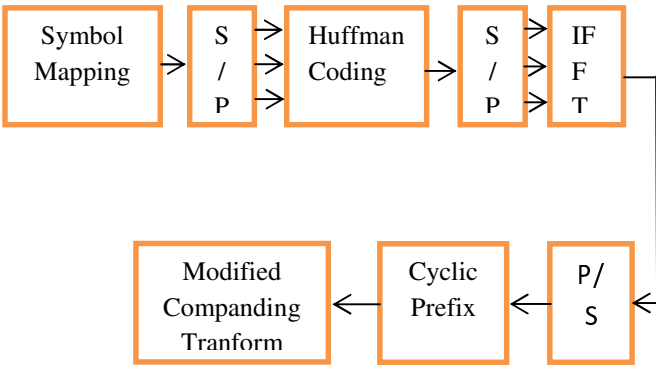 Symbol
Mapping
S
/
P
Huffman
Coding
S
/
P
IF
F
T
P/
S
Cyclic
Prefix
Modified
Companding
Tranform